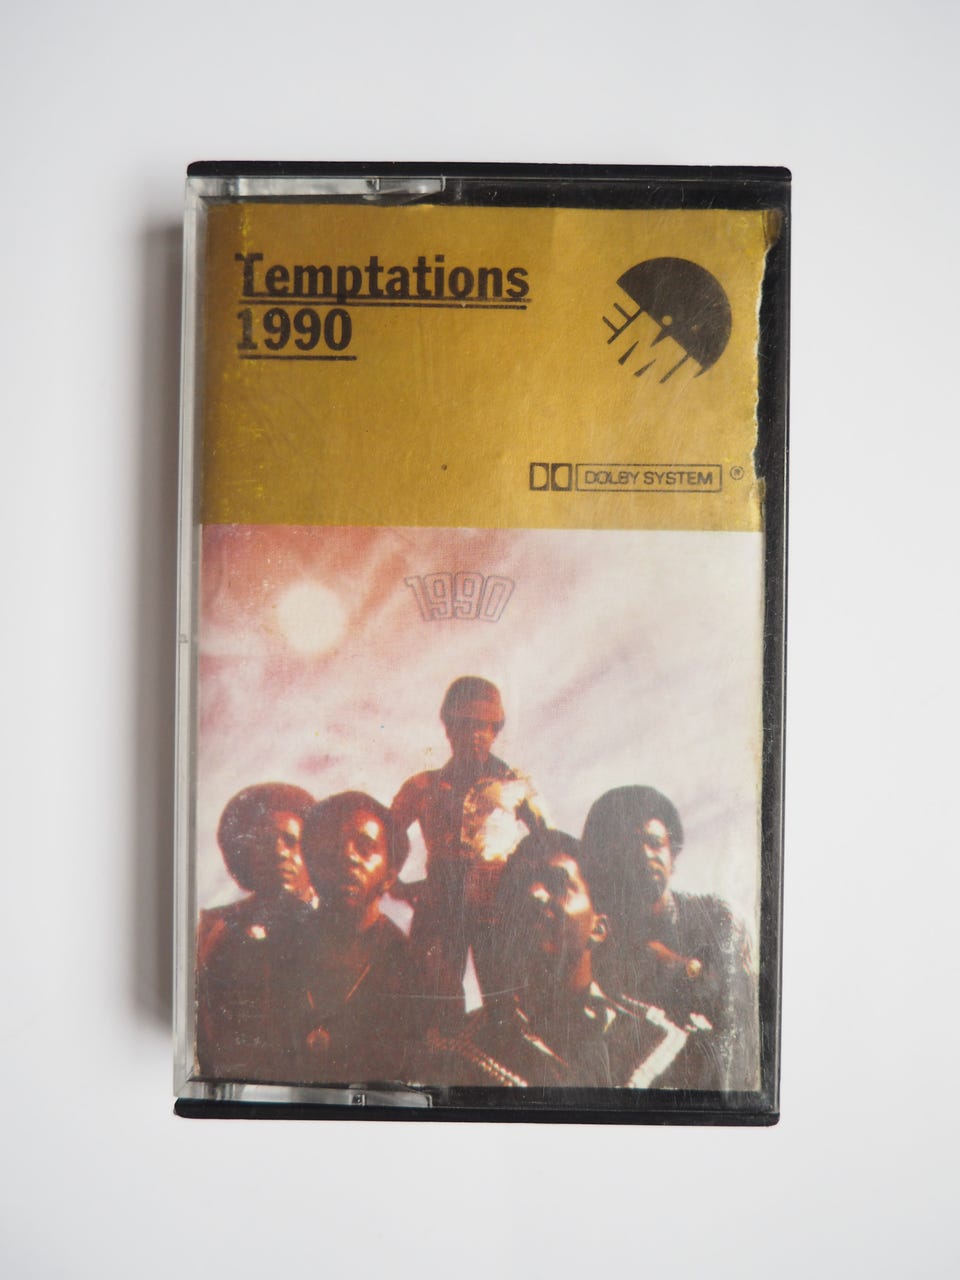 Temptations
1990
EMI
DOLBY SYSTEM ®
1990